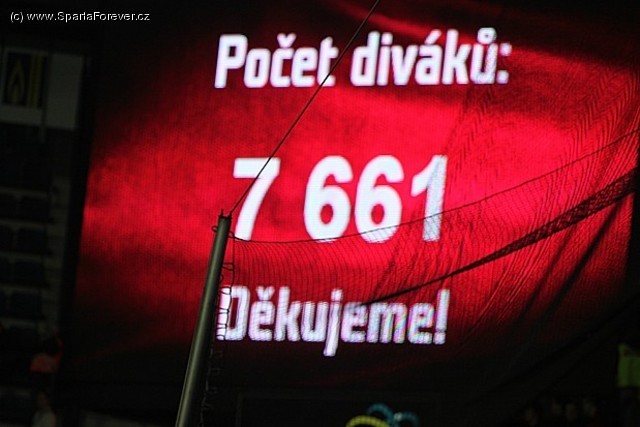 (c) www.SpartaForever.cz
Počet diváků:
7 661
Děkujeme!